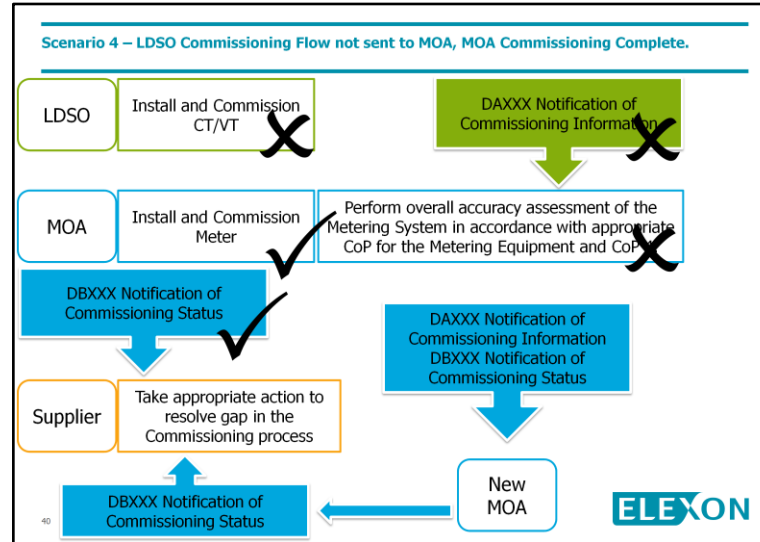 Scenario 4 – LDSO Commissioning Flow not sent to MOA, MOA Commissioning Complete.
LDSO
Install and Commission
CT/VT
DAXXX Notification of
Commissioning Information
MOA
Install and Commission
Meter
Perform overall accuracy assessment of the
Metering System in accordance with appropriate
CoP for the Metering Equipment and CoP
DBXXX Notification of
Commissioning Status
DAXXX Notification of
Commissioning Information
DBXXX Notification of
Commissioning Status
Supplier
Take appropriate action to
resolve gap in the
Commissioning process
New
MOA
DBXXX Notification of
Commissioning Status
40
ELEXON